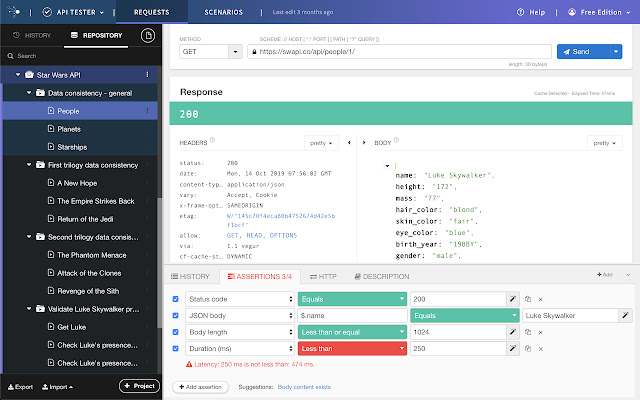 API TESTER
REQUESTS
SCENARIOS
Last edit 3 months ago
Help
Free Edition
HISTORY
REPOSITORY
Search
Star Wars API
Data consistency - general
People
Planets
Starships
First trilogy data consistency
A New Hope
The Empire Strikes Back
Return of the Jedi
Second trilogy data consis...
The Phantom Menace
Attack of the Clones
Revenge of the Sith
Validate Luke Skywalker pr...
Get Luke
Check Luke's presence...
Check Luke's presence...
Export
Import
+ Project
METHOD
SCHEME :// HOST [ ":" PORT ] [ PATH [ "?" QUERY ]]
GET
https://swapi.co/api/people/1/
Send
length: 30 byte(s)
Response
Cache Detected - Elapsed Time:
200
HEADERS
pretty
BODY
pretty
status: 200
date: Mon, 14 Oct 2019 07:56:02 GMT
content-typ... application/json
vary: Accept, Cookie
x-frame-opt... SAMEORIGIN
etag:
allow: GET, HEAD, OPTIONS
via: 1.1 vegur
cf-cache-st... DYNAMIC
{
name: "Luke Skywalker",
height: "172",
mass: "77",
hair_color: "blond",
skin_color: "fair",
eye_color: "blue",
birth_year: "19BBY",
gender: "male",
HISTORY
ASSERTIONS 3/4
HTTP
DESCRIPTION
+ Add
Status code Equals 200
JSON body $.name Equals Luke Skywalker
Body length Less than or equal 1024
Duration (ms) Less than 250
Latency: 250 ms is not less than: 474 ms.
+ Add assertion
Suggestions: Body content exists